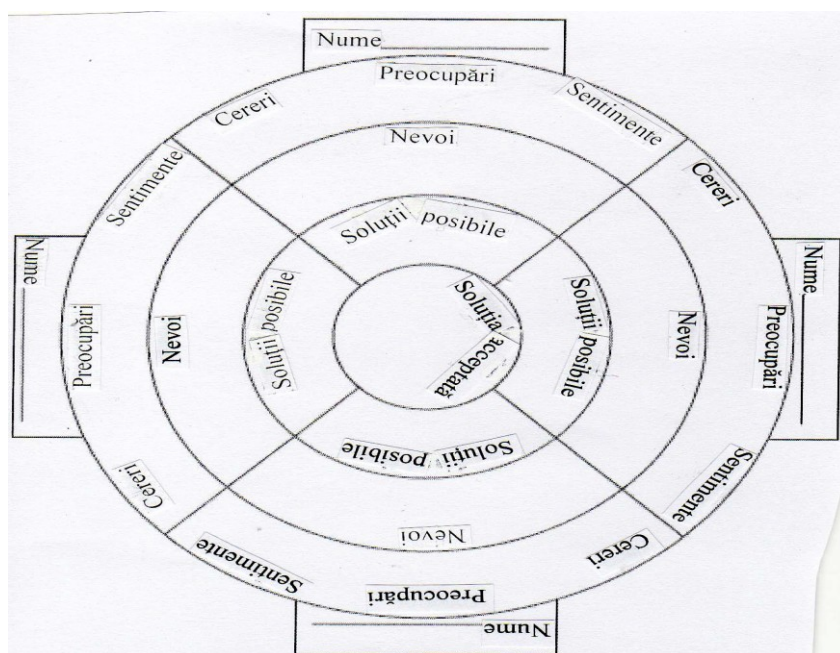 Nume
Cereri
Preocupări
Sentimente
Nevoi
Soluții posibile
Sentimente
Nume
Preocupări
Cereri
Nevoi
Soluții posibile
Soluția
acceptată
Cereri
Nume
Preocupări
Sentimente
Nevoi
Soluții posibile
Soluții posibile
Nevoi
Cereri
Preocupări
Sentimente
Nume